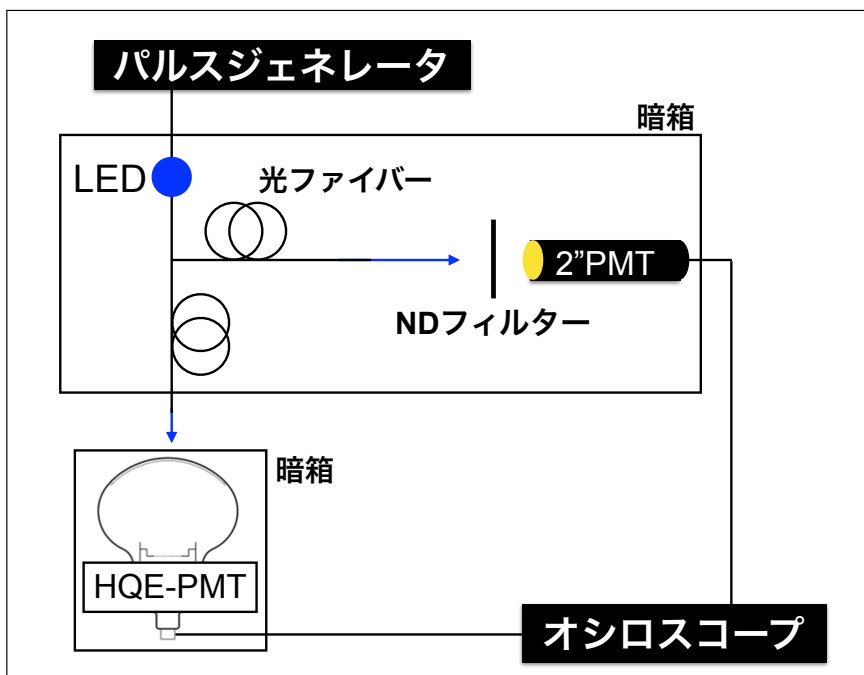 パルスジェネレータ
暗箱
LED
光ファイバー
2”PMT
NDフィルター
暗箱
HQE-PMT
オシロスコープ